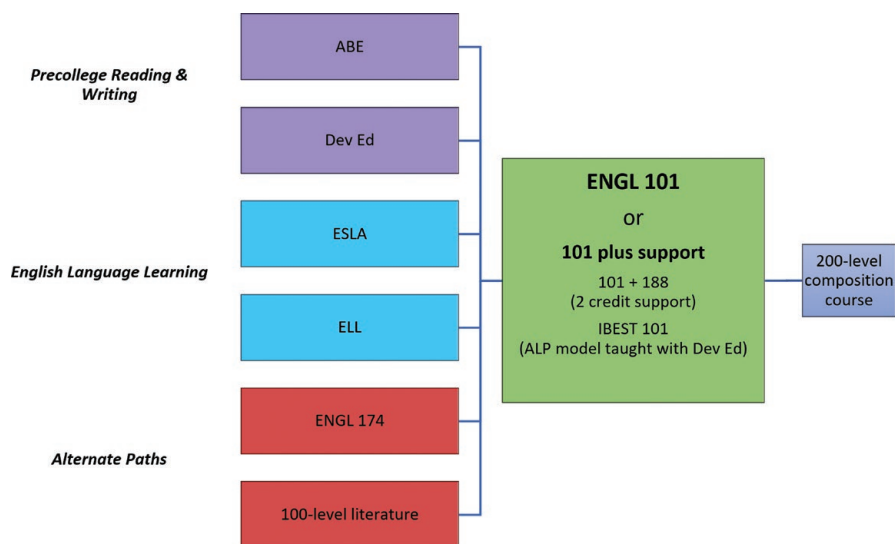 Precollege Reading &
Writing
ABE
Dev Ed
English Language Learning
ESLA
ELL
Alternate Paths
ENGL 174
100-level literature
ENGL 101
or
101 plus support
101 + 188
(2 credit support)
IBEST 101
(ALP model taught with Dev Ed)
200-level
composition
course